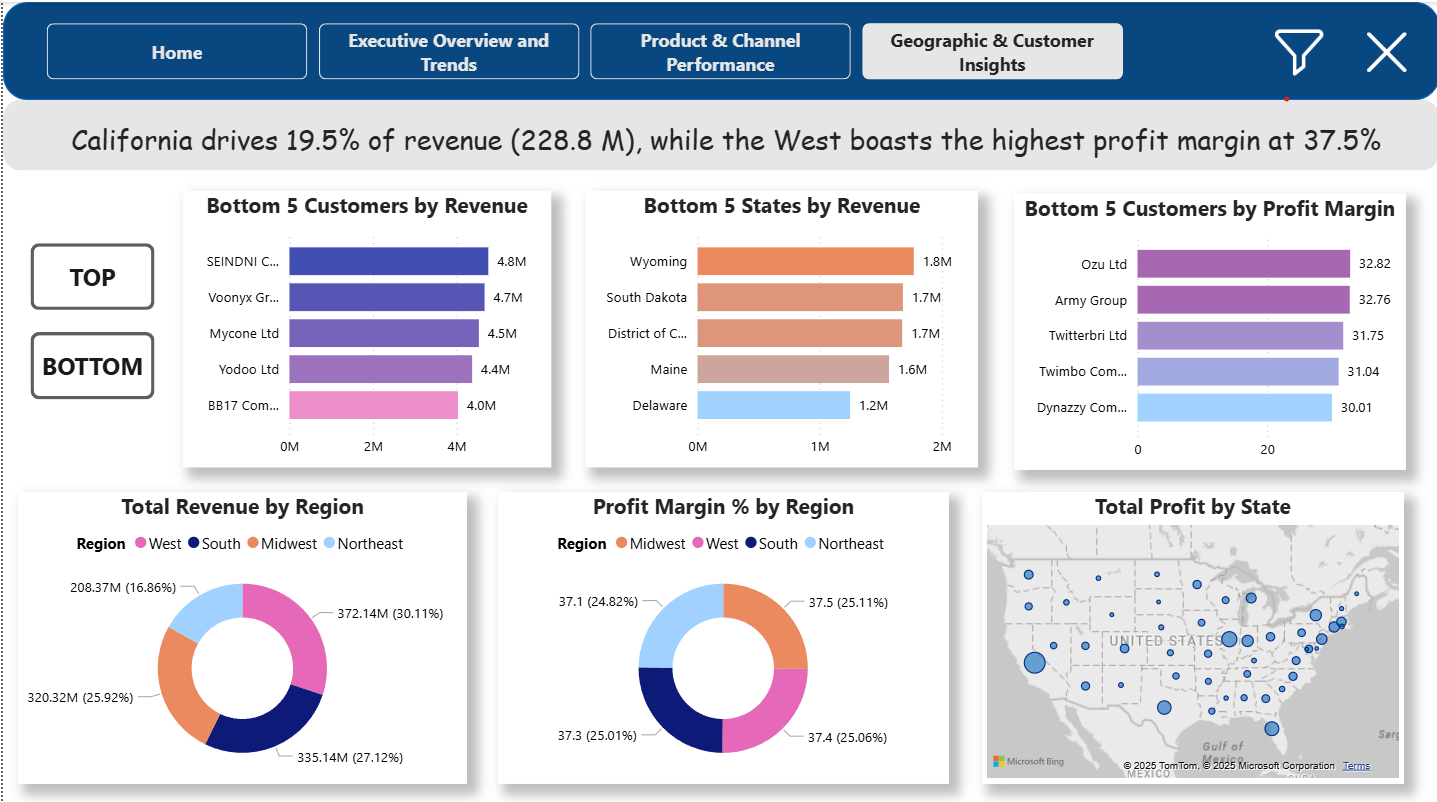 Home
Executive Overview and
Trends
Product & Channel
Performance
Geographic & Customer
Insights
California drives 19.5% of revenue (228.8 M), while the West boasts the highest profit margin at 37.5%
TOP
BOTTOM
Bottom 5 Customers by Revenue
SEINDNI C... 4.8M
Voonyx Gr... 4.7M
Mycone Ltd 4.5M
Yodoo Ltd 4.4M
BB17 Com... 4.0M
0M 2M 4M
Bottom 5 States by Revenue
Wyoming 1.8M
South Dakota 1.7M
District of C... 1.7M
Maine 1.6M
Delaware 1.2M
0M 1M 2M
Bottom 5 Customers by Profit Margin
Ozu Ltd 32.82
Army Group 32.76
Twitterbri Ltd 31.75
Twimbo Com... 31.04
Dynazzy Com... 30.01
0 20
Total Revenue by Region
Region West South Midwest Northeast
208.37M (16.86%)
372.14M (30.11%)
320.32M (25.92%)
335.14M (27.12%)
Profit Margin % by Region
Region Midwest West South Northeast
37.1 (24.82%)
37.5 (25.11%)
37.3 (25.01%)
37.4 (25.06%)
Total Profit by State
UNITED STATES
Gulf of
Mexico
Sarg
Microsoft Bing
© 2025 TomTom, © 2025 Microsoft Corporation Terms
MEXICO
CUBA